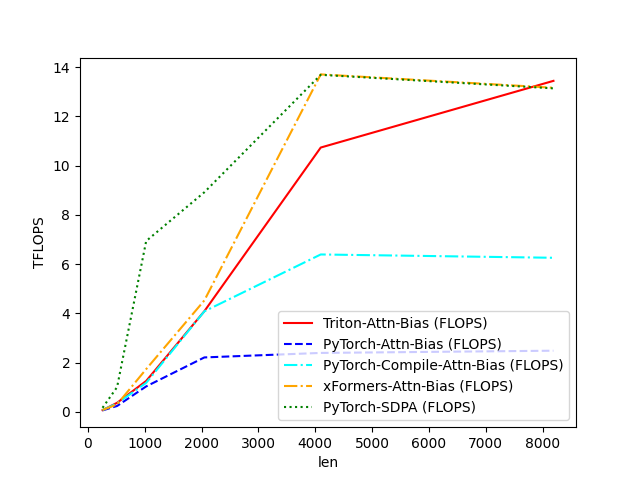 14
12
10
8
6
4
2
0
TFLOPS
Triton-Attn-Bias (FLOPS)
PyTorch-Attn-Bias (FLOPS)
PyTorch-Compile-Attn-Bias (FLOPS)
xFormers-Attn-Bias (FLOPS)
PyTorch-SDPA (FLOPS)
0 1000 2000 3000 4000 5000 6000 7000 8000
len